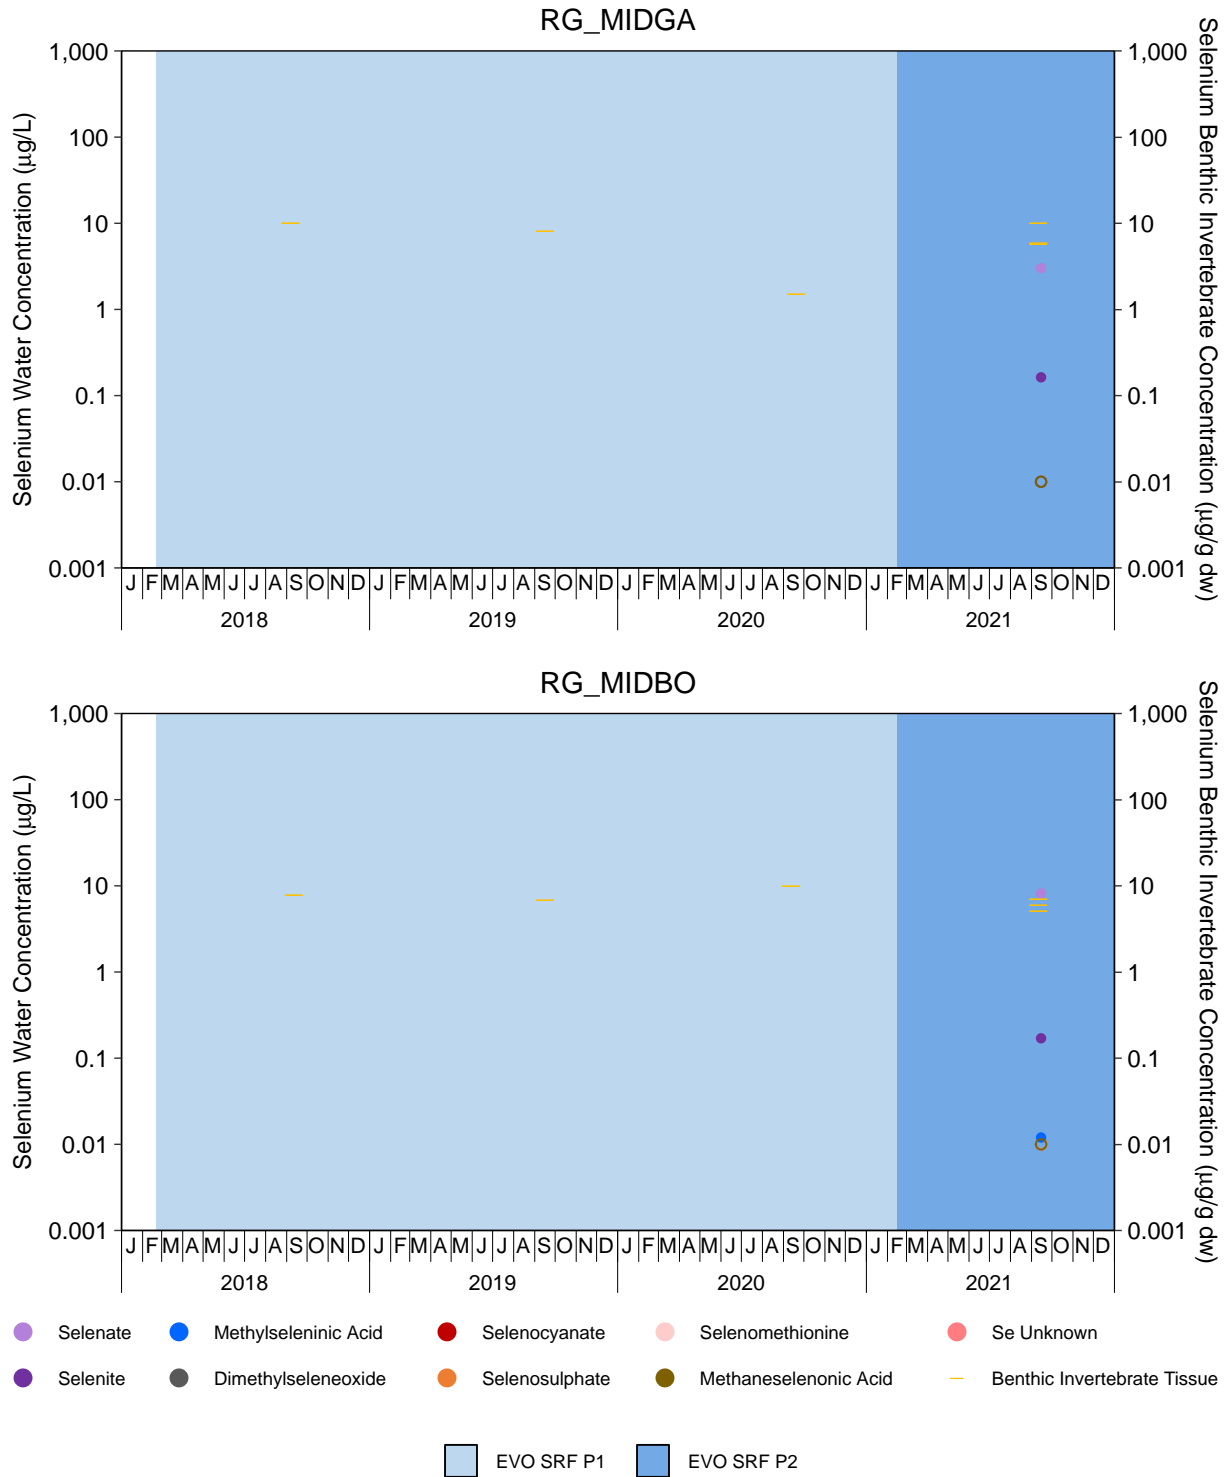 RG_MIDGA
1,000 1,000
100 100
10 10
1 1
0.1 0.1
0.01 0.01
0.001 0.001
Selenium Water Concentration (µg/L)
Selenium Benthic Invertebrate Concentration (µg/g dw)
J F M A M J J A S O N D J F M A M J J A S O N D J F M A M J J A S O N D J F M A M J J A S O N D
2018 2019 2020 2021
RG_MIDBO
1,000 1,000
100 100
10 10
1 1
0.1 0.1
0.01 0.01
0.001 0.001
Selenium Water Concentration (µg/L)
Selenium Benthic Invertebrate Concentration (µg/g dw)
J F M A M J J A S O N D J F M A M J J A S O N D J F M A M J J A S O N D J F M A M J J A S O N D
2018 2019 2020 2021
Selenate Methylseleninic Acid Selenocyanate Selenomethionine Se Unknown
Selenite Dimethylseleneoxide Selenosulphate Methaneselenonic Acid Benthic Invertebrate Tissue
EVO SRF P1 EVO SRF P2